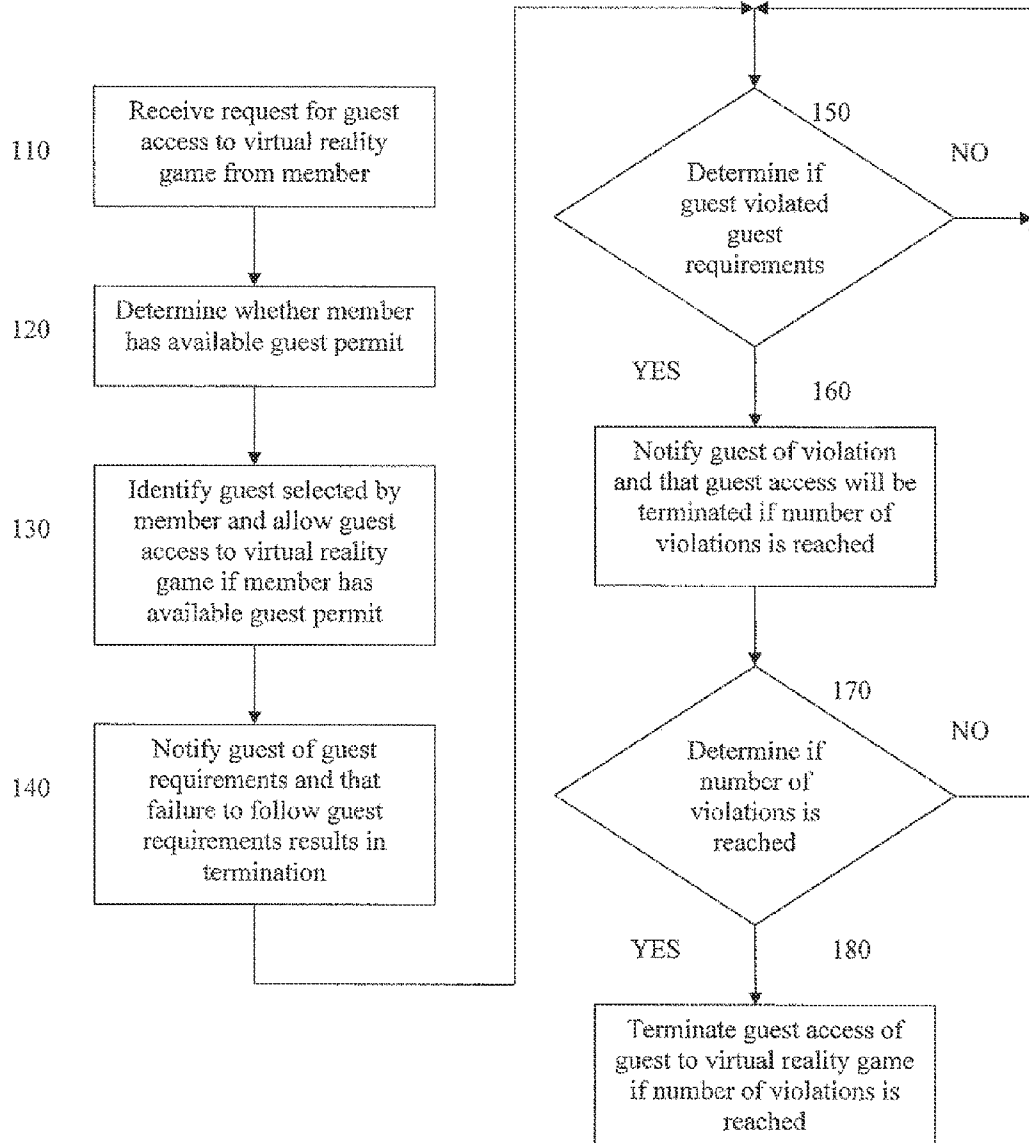 110
Receive request for guest
access to virtual reality
game from member
120
Determine whether member
has available guest permit
130
Identify guest selected by
member and allow guest
access to virtual reality
game if member has
available guest permit
140
Notify guest of guest
requirements and that
failure to follow guest
requirements results in
termination
150
NO
Determine if
guest violated
guest
requirements
YES
160
Notify guest of violation
and that guest access will be
terminated if number of
violations is reached
170
NO
Determine if
number of
violations is
reached
YES
180
Terminate guest access of
guest to virtual reality game
if number of violations is
reached